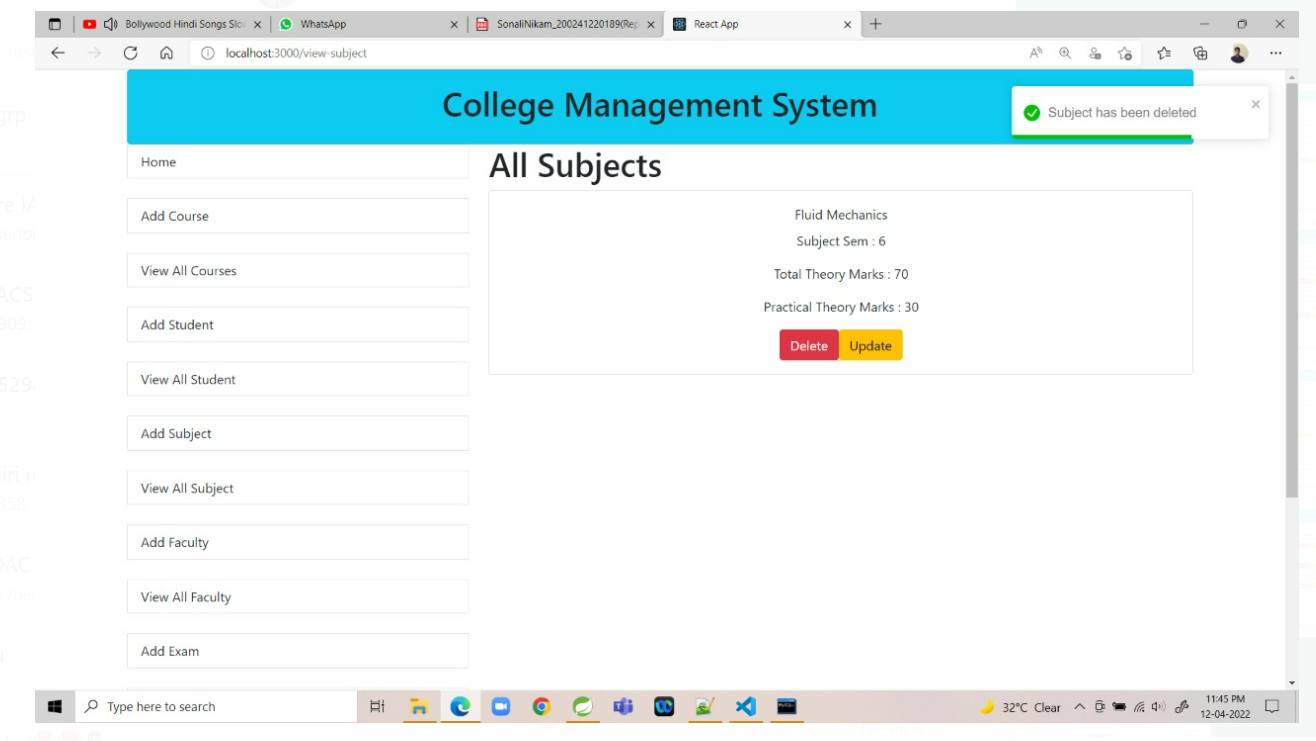 Bollywood Hindi Songs Slov
WhatsApp
SonaliNikam_200241220189(Rep
React App
localhost:3000/view-subject
College Management System
Subject has been deleted
Home
Add Course
View All Courses
Add Student
View All Student
Add Subject
View All Subject
Add Faculty
View All Faculty
Add Exam
All Subjects
Fluid Mechanics
Subject Sem : 6
Total Theory Marks : 70
Practical Theory Marks : 30
Delete Update
Type here to search
32°C Clear
11:45 PM
12-04-2022